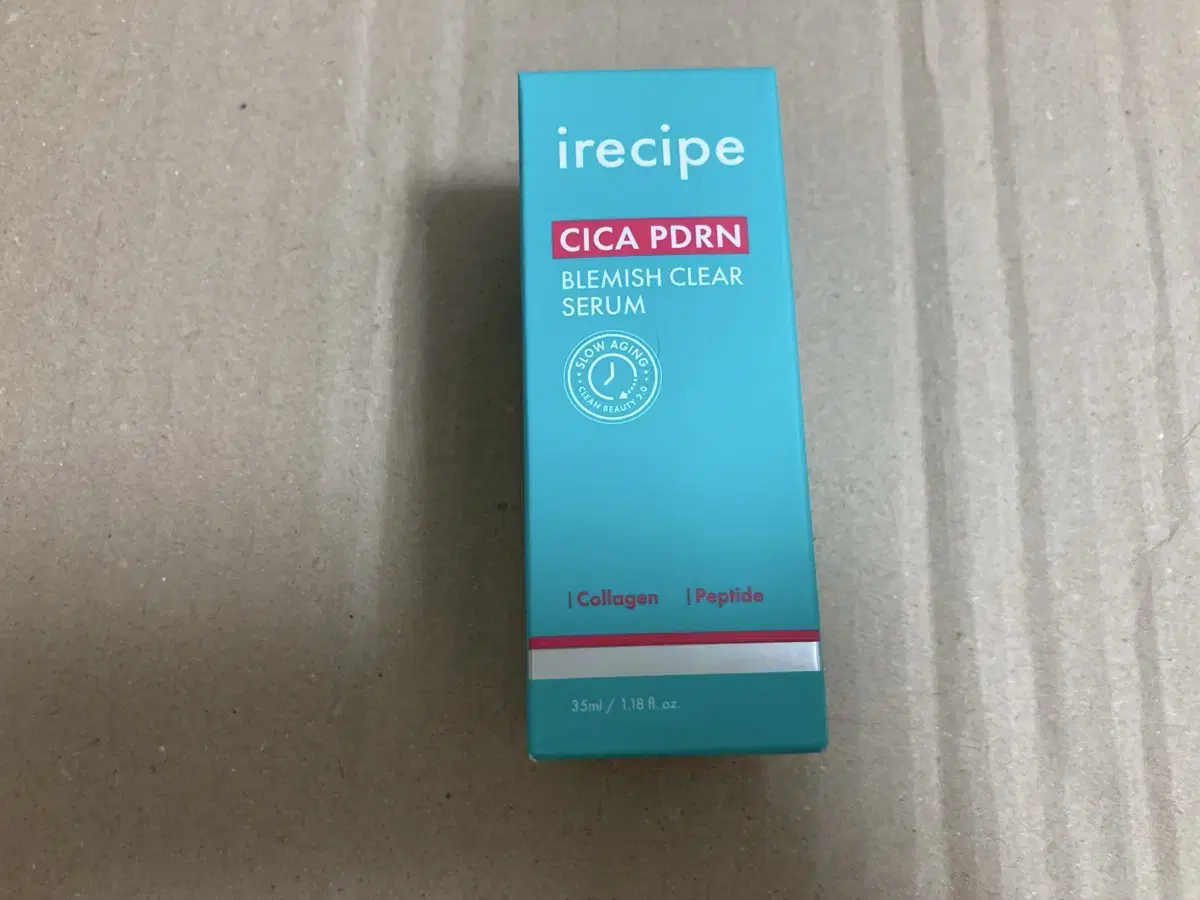 irecipe
CICA PDRN
BLEMISH CLEAR
SERUM
SLOW AGING
CLEAN BEAUTY 2.0
| Collagen | Peptide
35ml / 1.18 fl. oz.